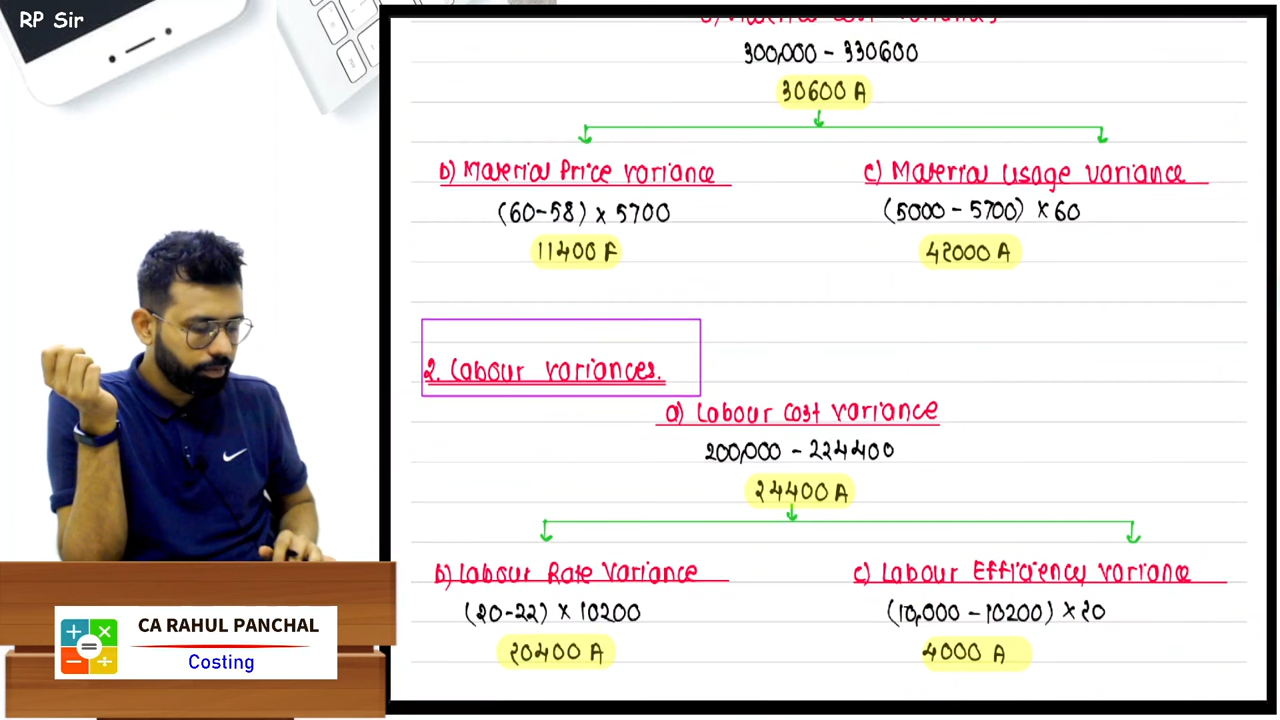 RP Sir
300,000 - 330600
30600 A
b) Material Price Variance
(60-58) × 5700
11400 F
c) Material Usage Variance
(5000 - 5700) × 60
42000 A
2. Labour Variances.
a) Labour Cost Variance
200,000 - 224400
24400 A
b) Labour Rate Variance
(20-22) × 10200
20400 A
c) Labour Efficiency Variance
(10,000 - 10200) × 20
4000 A
CA RAHUL PANCHAL
Costing